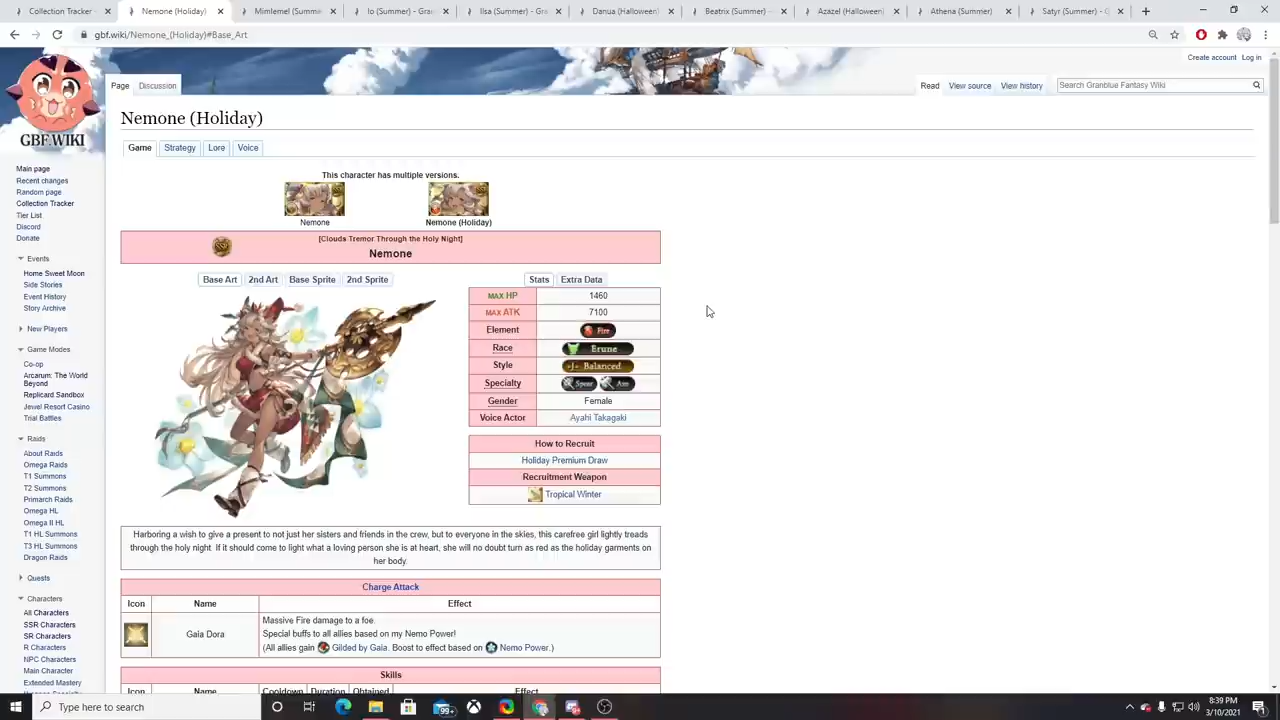 Collection Tracker
Nemone (Holiday)
Mimlemel (Summe
Io (Summer) - Gra
Ilsa (Summer) - Gr
Danua (Halloween)
Beatrix (Summer)
Azazel (Halloween)
Athena (Summer)
Satyr (Summer) - G
gbf.wiki/Nemone_(Holiday)#Base_Art
Create account Log in
Page Discussion
Read View source View history Search Granblue Fantasy Wiki
GBF.WIKI
Nemone (Holiday)
Game Strategy Lore Voice
This character has multiple versions.
Nemone Nemone (Holiday)
[Clouds Tremor Through the Holy Night]
Nemone
Base Art 2nd Art Base Sprite 2nd Sprite
Stats Extra Data
MAX HP 1460
MAX ATK 7100
Element Fire
Race Erune
Style Balanced
Specialty Spear Axe
Gender Female
Voice Actor Ayahi Takagaki
How to Recruit
Holiday Premium Draw
Recruitment Weapon
Tropical Winter
Harboring a wish to give a present to not just her sisters and friends in the crew, but to everyone in the skies, this carefree girl lightly treads
through the holy night. If it should come to light what a loving person she is at heart, she will no doubt turn as red as the holiday garments on
her body.
Charge Attack
Icon Name Effect
Gaia Dora
Massive Fire damage to a foe.
Special buffs to all allies based on my Nemo Power!
(All allies gain Gilded by Gaia. Boost to effect based on Nemo Power.)
Skills
Icon Name Cooldown Duration Obtained Effect
Main page
Recent changes
Random page
Collection Tracker
Tier List
Discord
Donate
Events
Home Sweet Moon
Side Stories
Event History
Story Archive
New Players
Game Modes
Co-op
Arcarum: The World
Beyond
Replicard Sandbox
Jewel Resort Casino
Trial Battles
Raids
About Raids
Omega Raids
T1 Summons
T2 Summons
Primarch Raids
Omega HL
Omega II HL
T1 HL Summons
T3 HL Summons
Dragon Raids
Quests
Characters
All Characters
SSR Characters
SR Characters
R Characters
NPC Characters
Main Character
Extended Mastery
Type here to search
99+
8:39 PM
3/10/2021